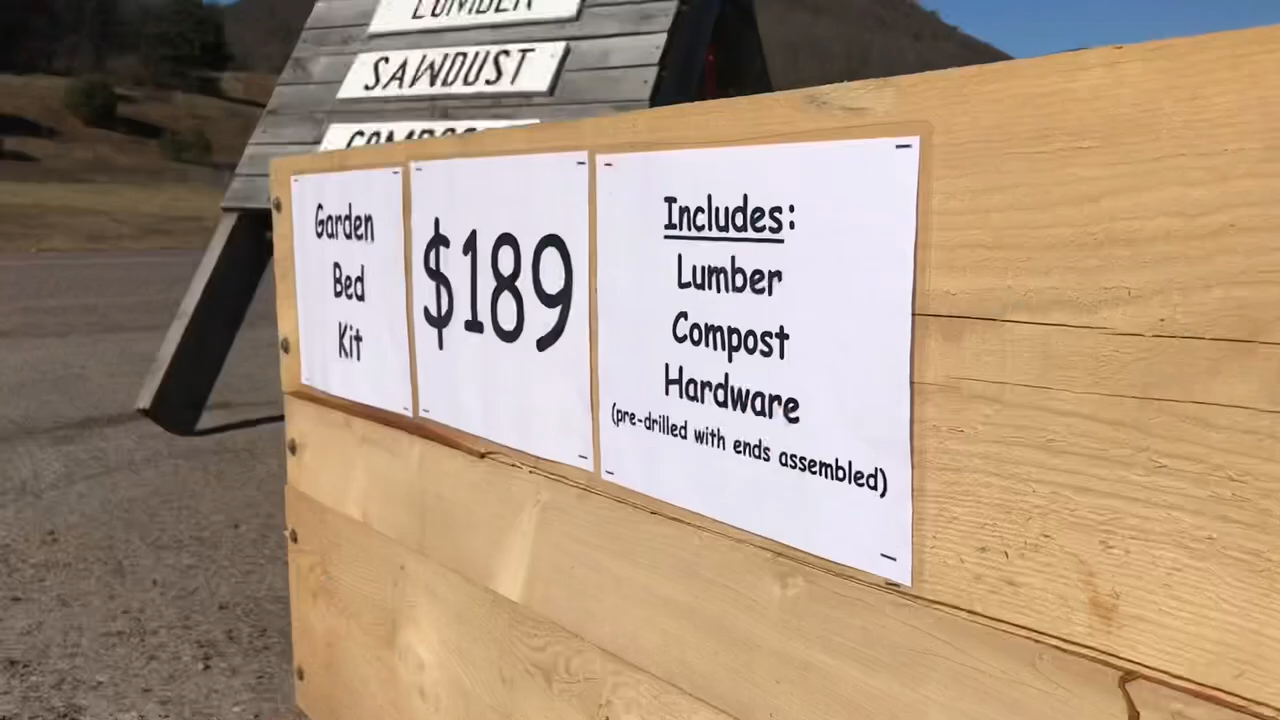 LUMBER
SAWDUST
COMPOST
Garden
Bed
Kit
$189
Includes:
Lumber
Compost
Hardware
(pre-drilled with ends assembled)